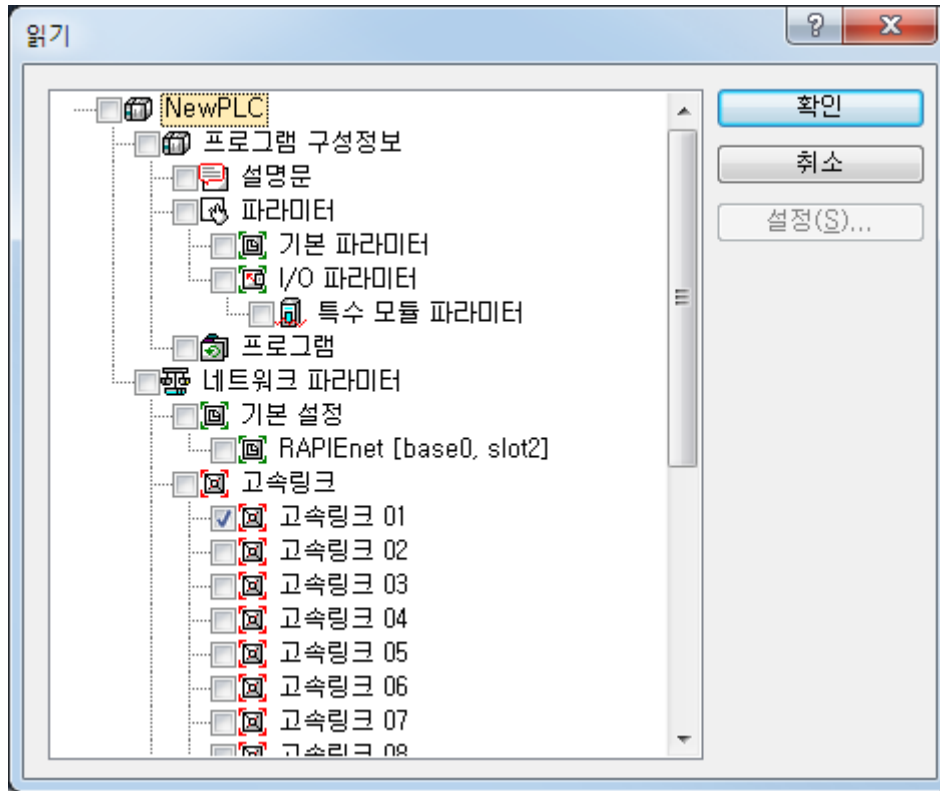 읽기
NewPLC
프로그램 구성정보
설명문
파라미터
기본 파라미터
I/O 파라미터
특수 모듈 파라미터
프로그램
네트워크 파라미터
기본 설정
RAPIEnet [base0, slot2]
고속링크
고속링크 01
고속링크 02
고속링크 03
고속링크 04
고속링크 05
고속링크 06
고속링크 07
고속링크 08
확인
취소
설정(S)...